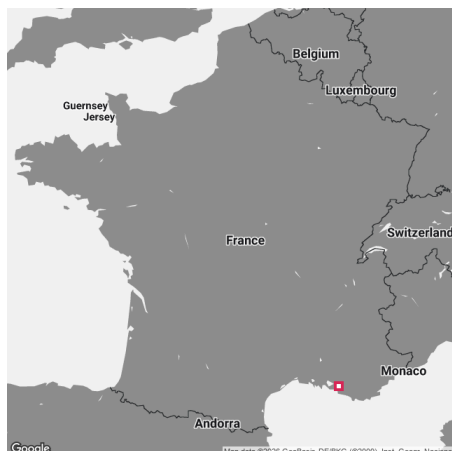 Belgium
Luxembourg
Guernsey
Jersey
France
Switzerland
Monaco
Andorra
Google